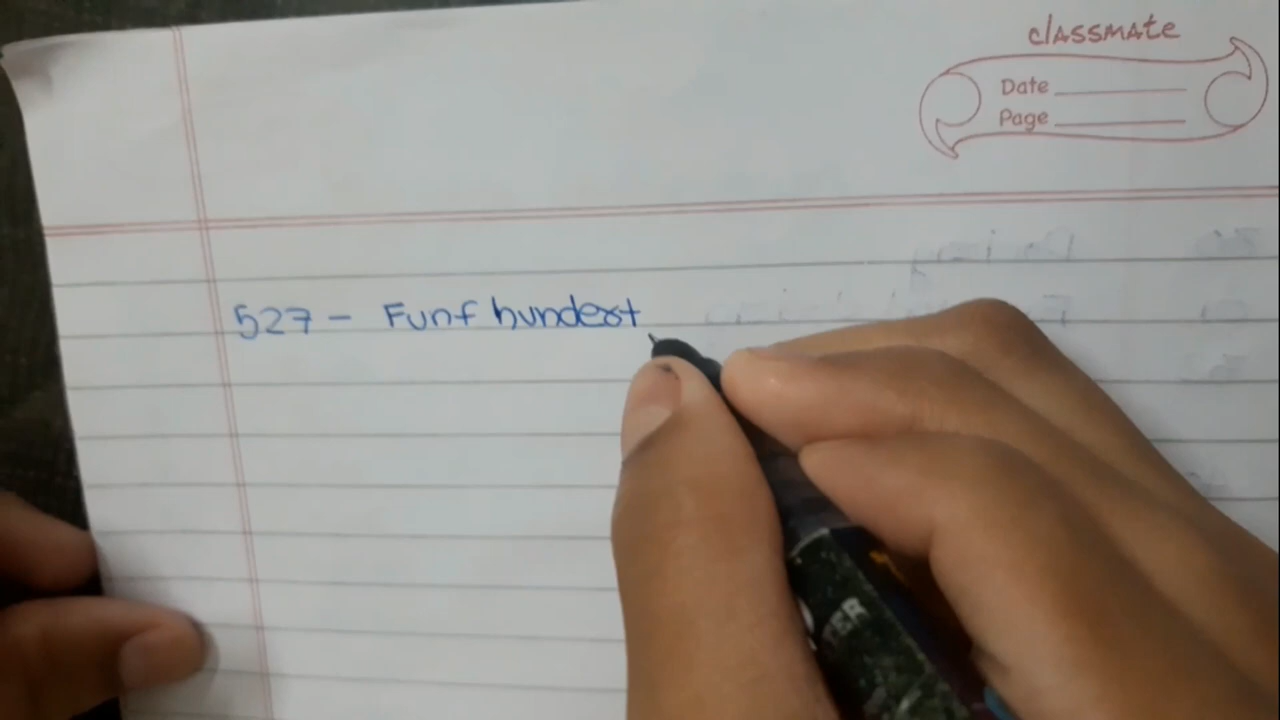 classmate
Date
Page
527 - Funf hundert